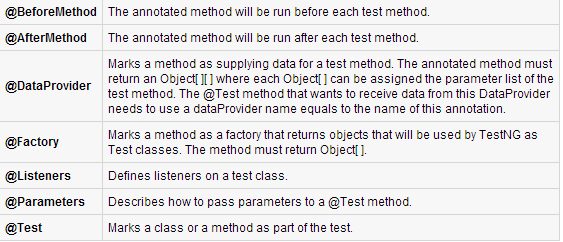 @BeforeMethod The annotated method will be run before each test method.
@AfterMethod The annotated method will be run after each test method.
Marks a method as supplying data for a test method. The annotated method must
return an Object[ ][ ] where each Object[ ] can be assigned the parameter list of the
@DataProvider test method. The @Test method that wants to receive data from this DataProvider
needs to use a dataProvider name equals to the name of this annotation.
@Factory Marks a method as a factory that returns objects that will be used by TestNG as
Test classes. The method must return Object[ ].
@Listeners Defines listeners on a test class.
@Parameters Describes how to pass parameters to a @Test method.
@Test Marks a class or a method as part of the test.